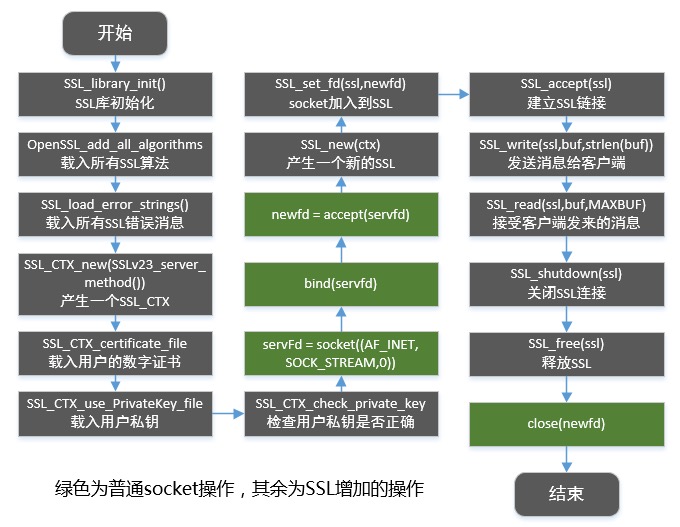 开始
SSL_library_init()
SSL库初始化
OpenSSL_add_all_algorithms
载入所有SSL算法
SSL_load_error_strings()
载入所有SSL错误消息
SSL_CTX_new(SSLv23_server_
method())
产生一个SSL_CTX
SSL_CTX_certificate_file
载入用户的数字证书
SSL_CTX_use_PrivateKey_file
载入用户私钥
SSL_CTX_check_private_key
检查用户私钥是否正确
servFd = socket((AF_INET,
SOCK_STREAM,0))
bind(servfd)
newfd = accept(servfd)
SSL_new(ctx)
产生一个新的SSL
SSL_set_fd(ssl,newfd)
socket加入到SSL
SSL_accept(ssl)
建立SSL链接
SSL_write(ssl,buf,strlen(buf))
发送消息给客户端
SSL_read(ssl,buf,MAXBUF)
接受客户端发来的消息
SSL_shutdown(ssl)
关闭SSL连接
SSL_free(ssl)
释放SSL
close(newfd)
结束
绿色为普通socket操作，其余为SSL增加的操作